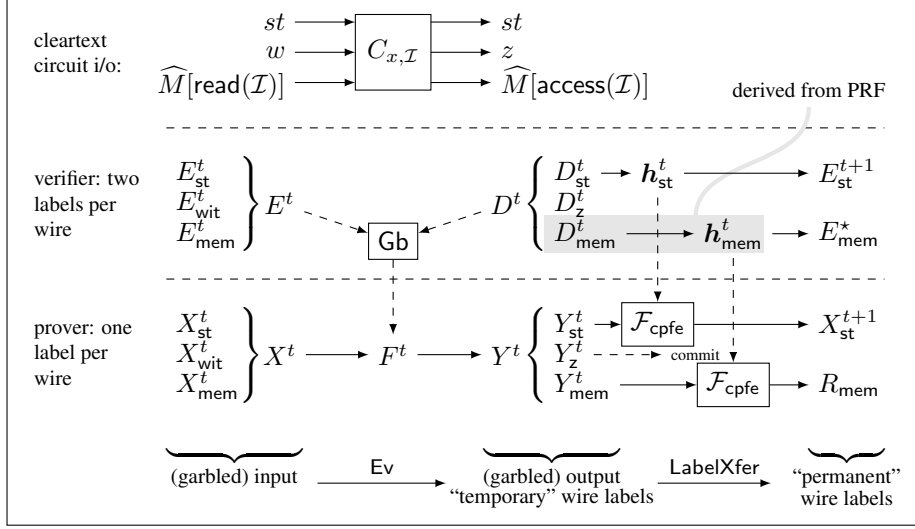 cleartext
circuit i/o:
st
w
M̂[read(ℐ)]
C_{x,ℐ}
st
z
M̂[access(ℐ)]
derived from PRF
verifier: two
labels per
wire
E^t_st
E^t_wit
E^t_mem
E^t
Gb
D^t
D^t_st
D^t_z
D^t_mem
h^t_st
h^t_mem
E^{t+1}_st
E^⋆_mem
prover: one
label per
wire
X^t_st
X^t_wit
X^t_mem
X^t
F^t
Y^t
Y^t_st
Y^t_z
Y^t_mem
ℱ_cpfe
commit
ℱ_cpfe
X^{t+1}_st
R_mem
(garbled) input
Ev
(garbled) output
"temporary" wire labels
LabelXfer
"permanent"
wire labels